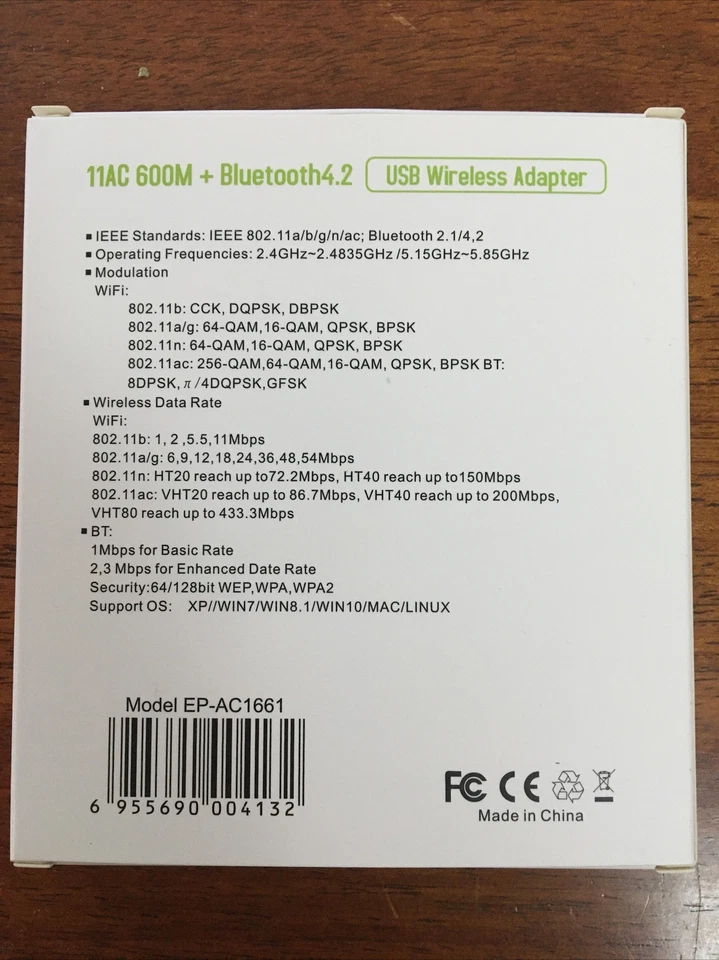 11AC 600M + Bluetooth4.2 USB Wireless Adapter
▪ IEEE Standards: IEEE 802.11a/b/g/n/ac; Bluetooth 2.1/4,2
▪ Operating Frequencies: 2.4GHz~2.4835GHz /5.15GHz~5.85GHz
▪ Modulation
WiFi:
802.11b: CCK, DQPSK, DBPSK
802.11a/g: 64-QAM,16-QAM, QPSK, BPSK
802.11n: 64-QAM,16-QAM, QPSK, BPSK
802.11ac: 256-QAM,64-QAM,16-QAM, QPSK, BPSK BT:
8DPSK, π /4DQPSK,GFSK
▪ Wireless Data Rate
WiFi:
802.11b: 1, 2 ,5.5,11Mbps
802.11a/g: 6,9,12,18,24,36,48,54Mbps
802.11n: HT20 reach up to72.2Mbps, HT40 reach up to150Mbps
802.11ac: VHT20 reach up to 86.7Mbps, VHT40 reach up to 200Mbps,
VHT80 reach up to 433.3Mbps
▪ BT:
1Mbps for Basic Rate
2,3 Mbps for Enhanced Date Rate
Security:64/128bit WEP,WPA,WPA2
Support OS: XP//WIN7/WIN8.1/WIN10/MAC/LINUX
Model EP-AC1661
6 955690 004132
FC CE
Made in China